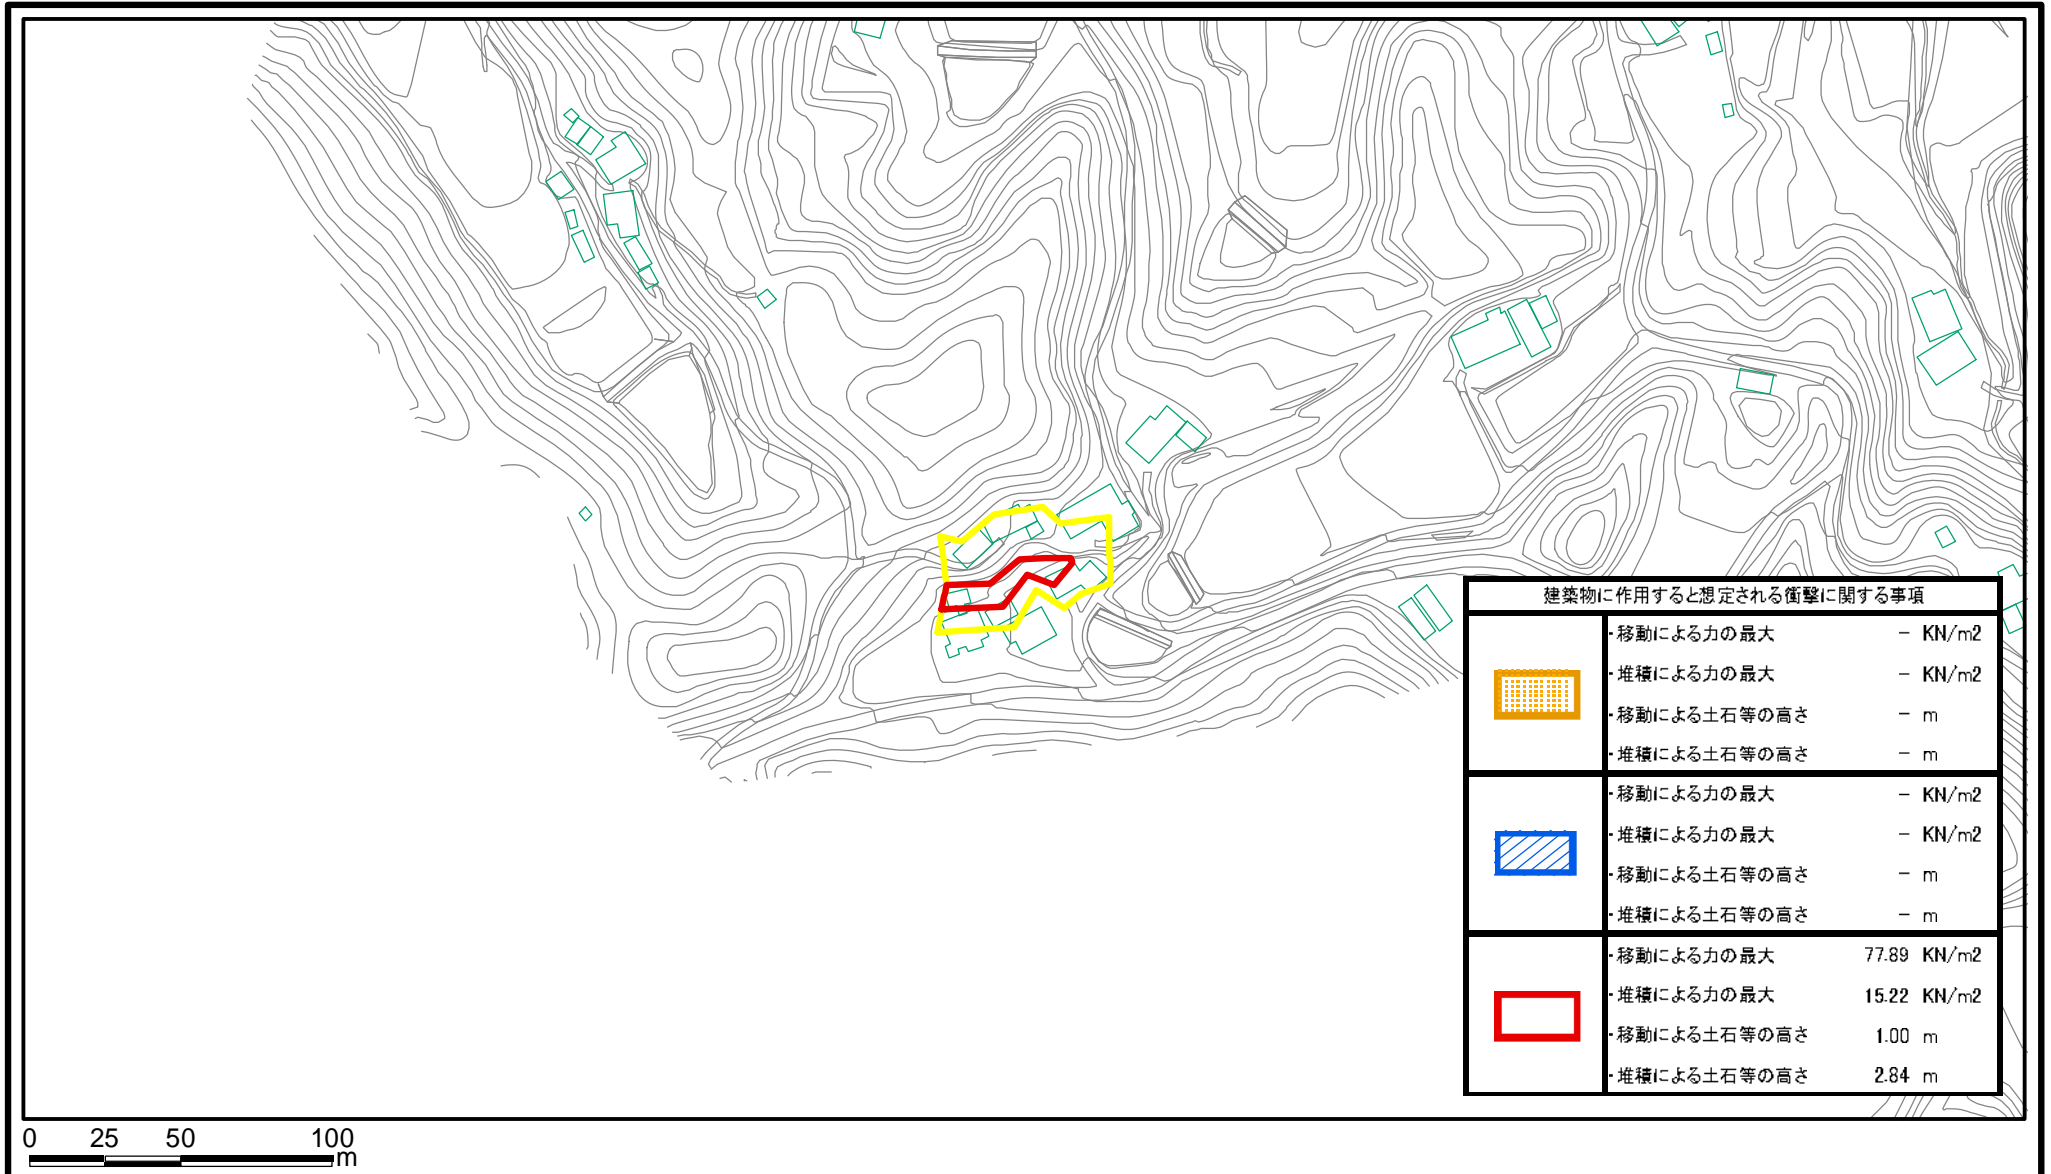 建築物に作用すると想定される衝撃に関する事項
・移動による力の最大 － KN/m2
・堆積による力の最大 － KN/m2
・移動による土石等の高さ － m
・堆積による土石等の高さ － m
・移動による力の最大 － KN/m2
・堆積による力の最大 － KN/m2
・移動による土石等の高さ － m
・堆積による土石等の高さ － m
・移動による力の最大 77.89 KN/m2
・堆積による力の最大 15.22 KN/m2
・移動による土石等の高さ 1.00 m
・堆積による土石等の高さ 2.84 m
0 25 50 100
m